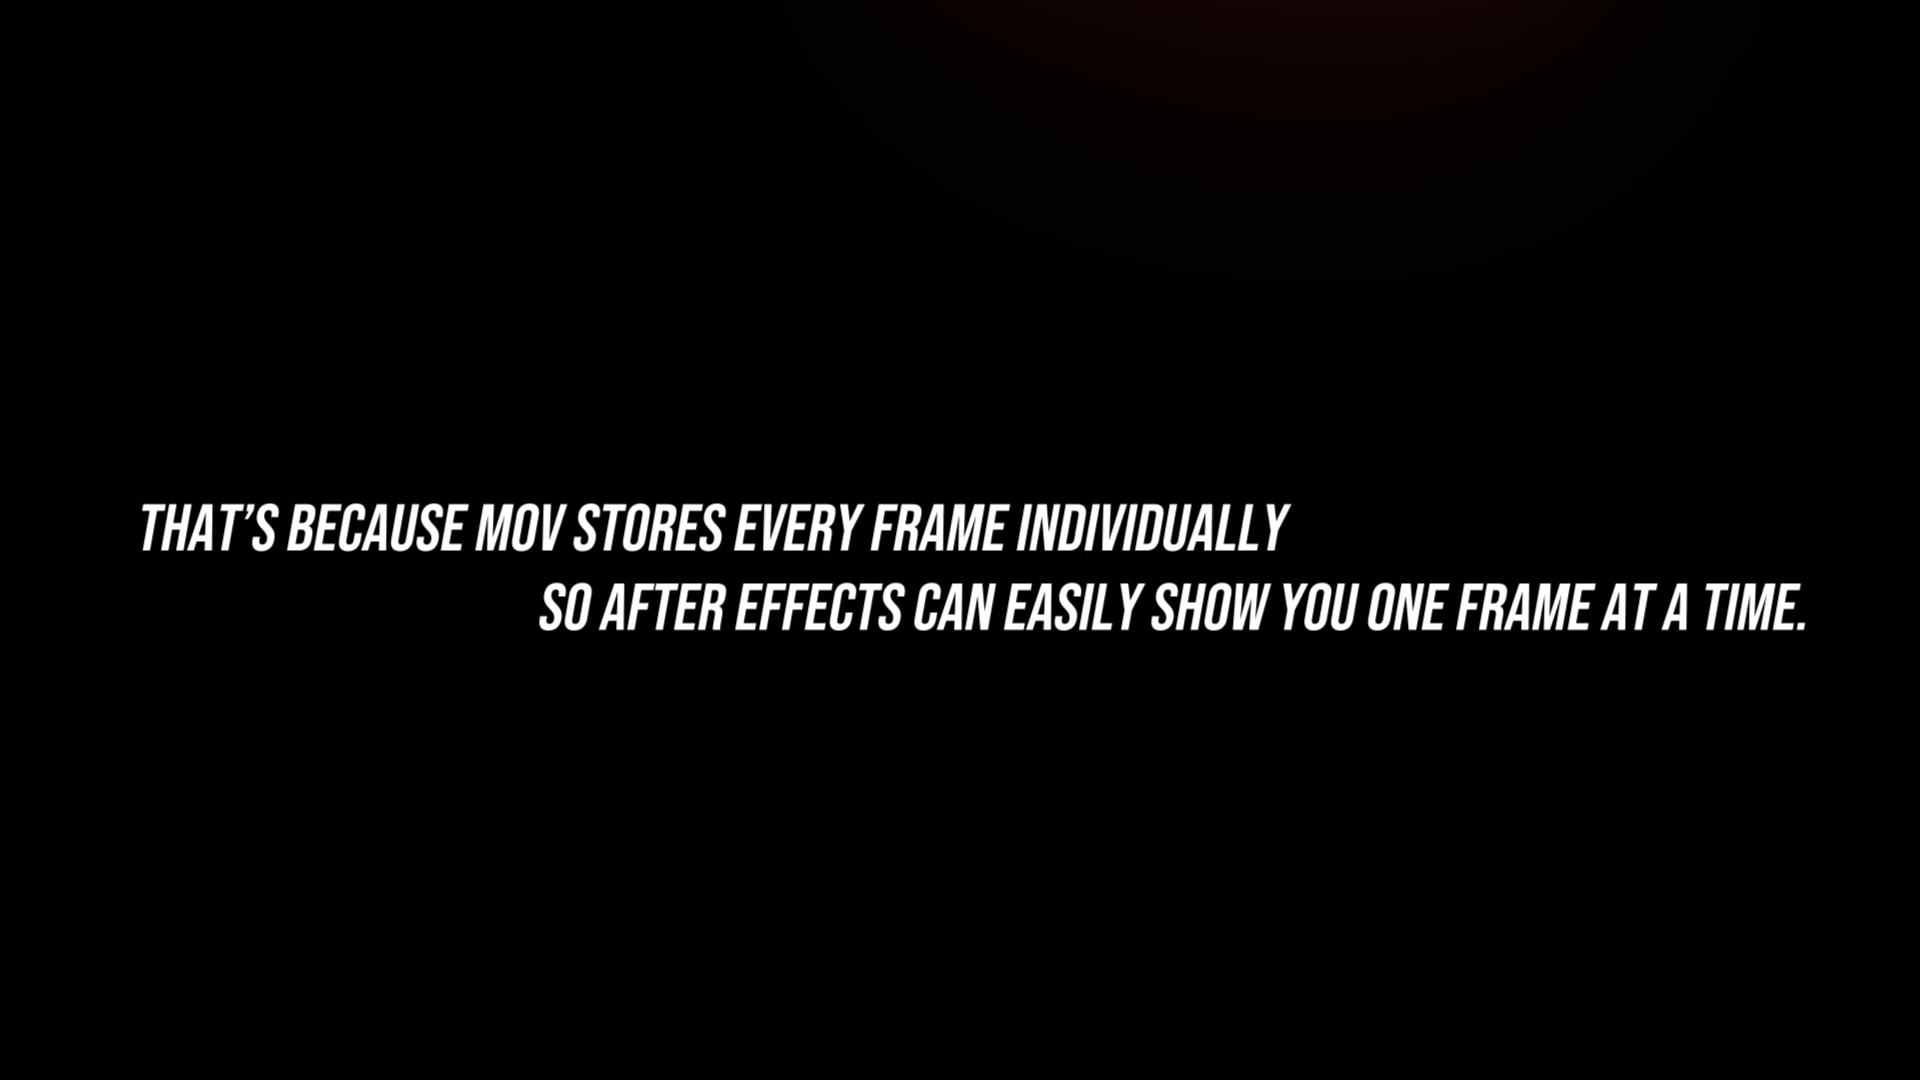 THAT’S BECAUSE MOV STORES EVERY FRAME INDIVIDUALLY
SO AFTER EFFECTS CAN EASILY SHOW YOU ONE FRAME AT A TIME.